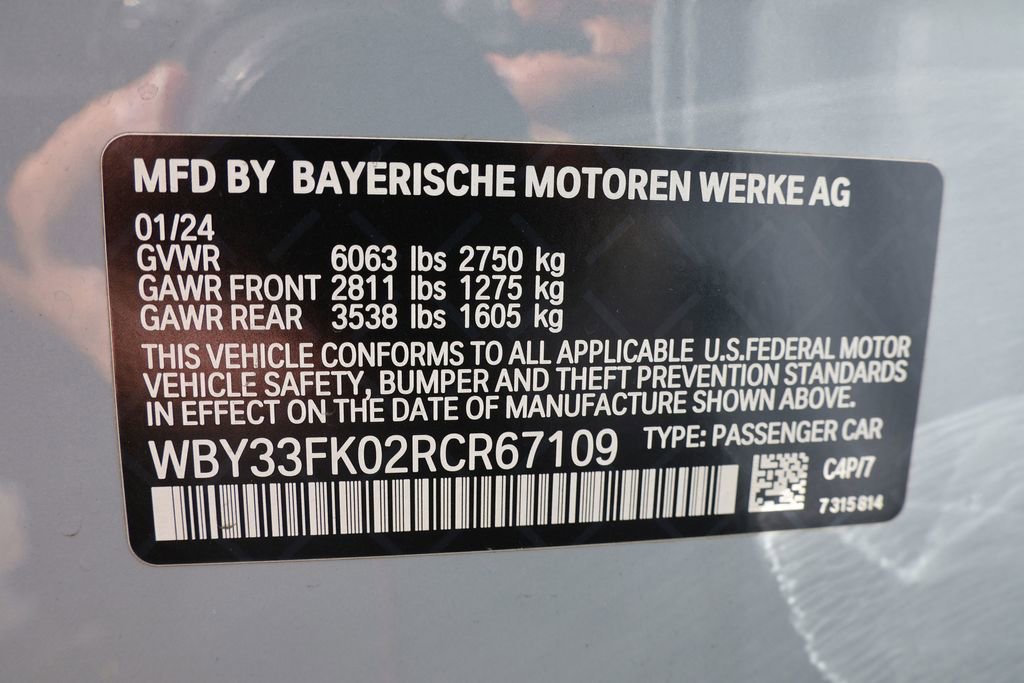 MFD BY BAYERISCHE MOTOREN WERKE AG
01/24
GVWR 6063 lbs 2750 kg
GAWR FRONT 2811 lbs 1275 kg
GAWR REAR 3538 lbs 1605 kg
THIS VEHICLE CONFORMS TO ALL APPLICABLE U.S.FEDERAL MOTOR
VEHICLE SAFETY, BUMPER AND THEFT PREVENTION STANDARDS
IN EFFECT ON THE DATE OF MANUFACTURE SHOWN ABOVE.
WBY33FK02RCR67109 TYPE: PASSENGER CAR
C4P/7
7315814